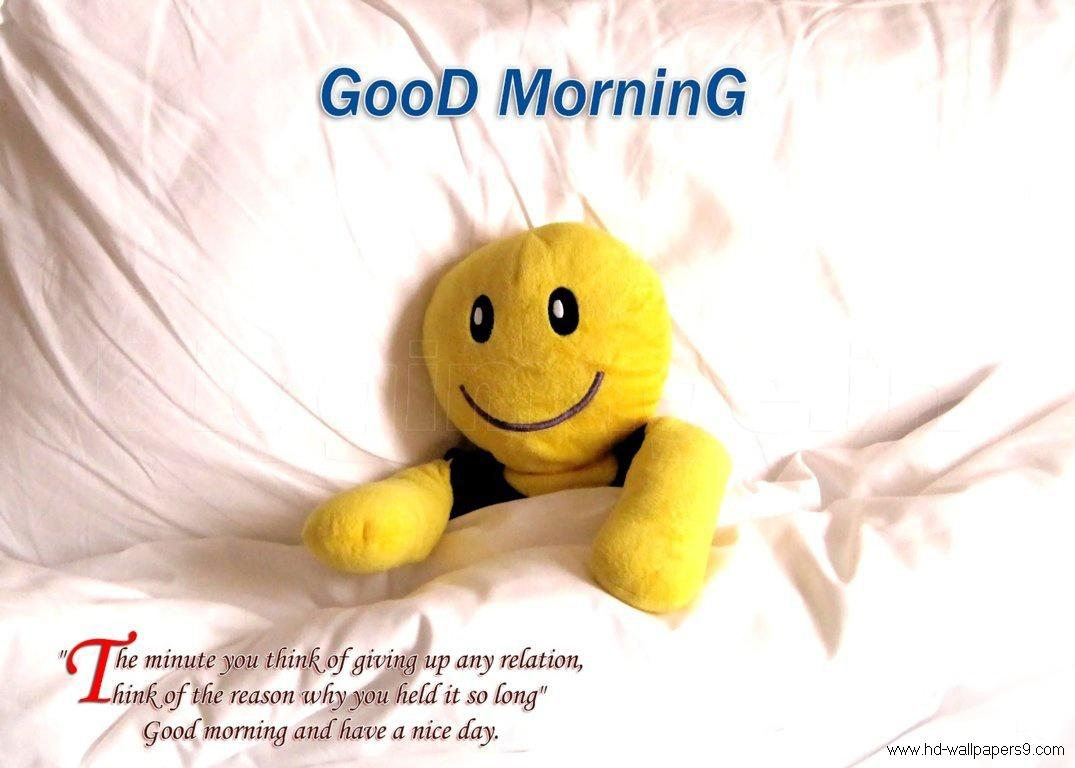 GooD MorninG
"The minute you think of giving up any relation,
Think of the reason why you held it so long"
Good morning and have a nice day.
www.hd-wallpapers9.com